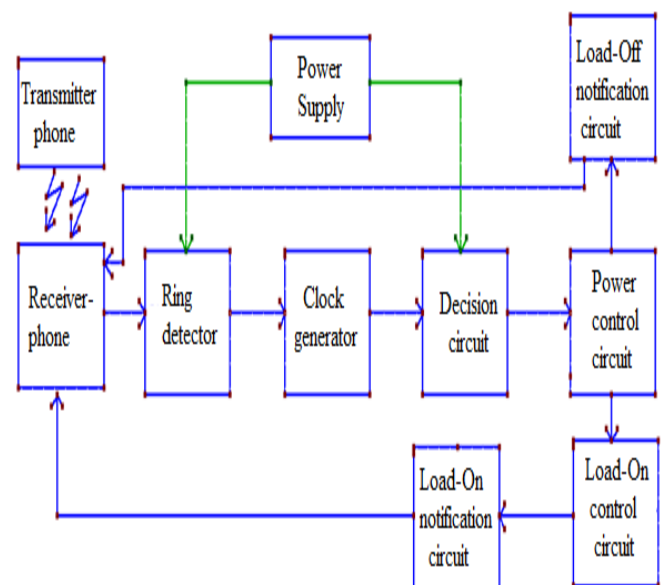 Transmitter
phone
Power
Supply
Load-Off
notification
circuit
Receiver-
phone
Ring
detector
Clock
generator
Decision
circuit
Power
control
circuit
Load-On
notification
circuit
Load-On
control
circuit